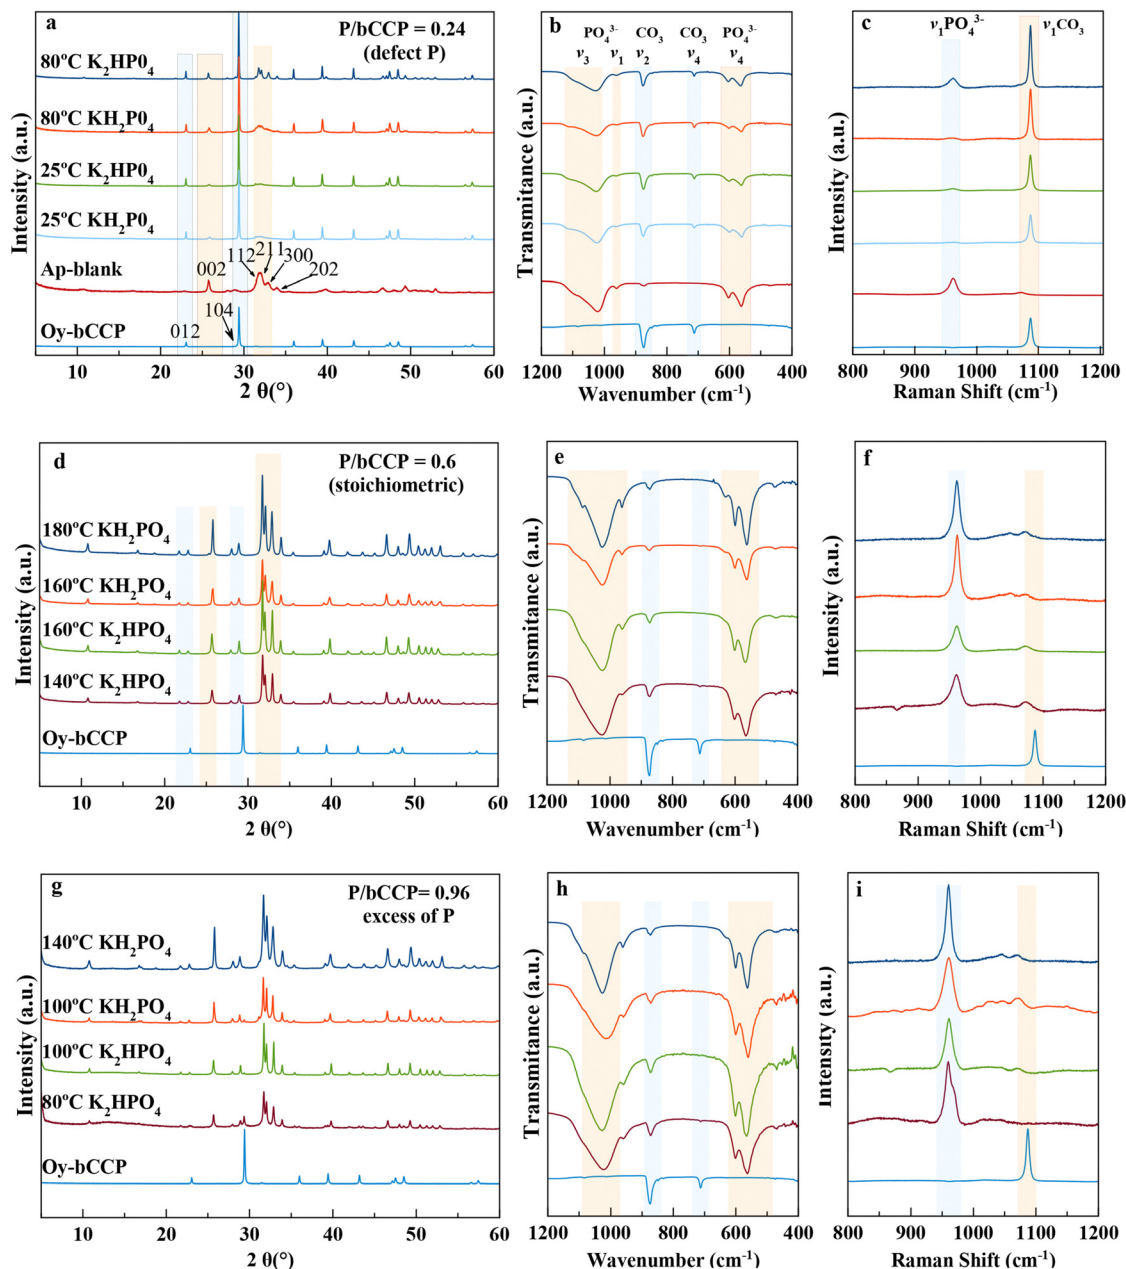 a
P/bCCP = 0.24
(defect P)
80ºC K₂HP0₄
80ºC KH₂P0₄
25ºC K₂HP0₄
25ºC KH₂P0₄
Ap-blank
Oy-bCCP
002
112
211
300
202
104
012
Intensity (a.u.)
10 20 30 40 50 60
2 θ(°)
b
PO₄³⁻ CO₃ CO₃ PO₄³⁻
ν₃ ν₁ ν₂ ν₄ ν₄
Transmitance (a.u.)
1200 1000 800 600 400
Wavenumber (cm⁻¹)
c
ν₁PO₄³⁻
ν₁CO₃
Intensity (a.u.)
800 900 1000 1100 1200
Raman Shift (cm⁻¹)
d
P/bCCP = 0.6
(stoichiometric)
180ºC KH₂PO₄
160ºC KH₂PO₄
160ºC K₂HPO₄
140ºC K₂HPO₄
Oy-bCCP
Intensity (a.u.)
10 20 30 40 50 60
2 θ(°)
e
Transmitance (a.u.)
1200 1000 800 600 400
Wavenumber (cm⁻¹)
f
Intensity (a.u.)
800 900 1000 1100 1200
Raman Shift (cm⁻¹)
g
P/bCCP= 0.96
excess of P
140ºC KH₂PO₄
100ºC KH₂PO₄
100ºC K₂HPO₄
80ºC K₂HPO₄
Oy-bCCP
Intensity (a.u.)
10 20 30 40 50 60
2 θ(°)
h
Transmitance (a.u.)
1200 1000 800 600 400
Wavenumber (cm⁻¹)
i
Intensity (a.u.)
800 900 1000 1100 1200
Raman Shift (cm⁻¹)